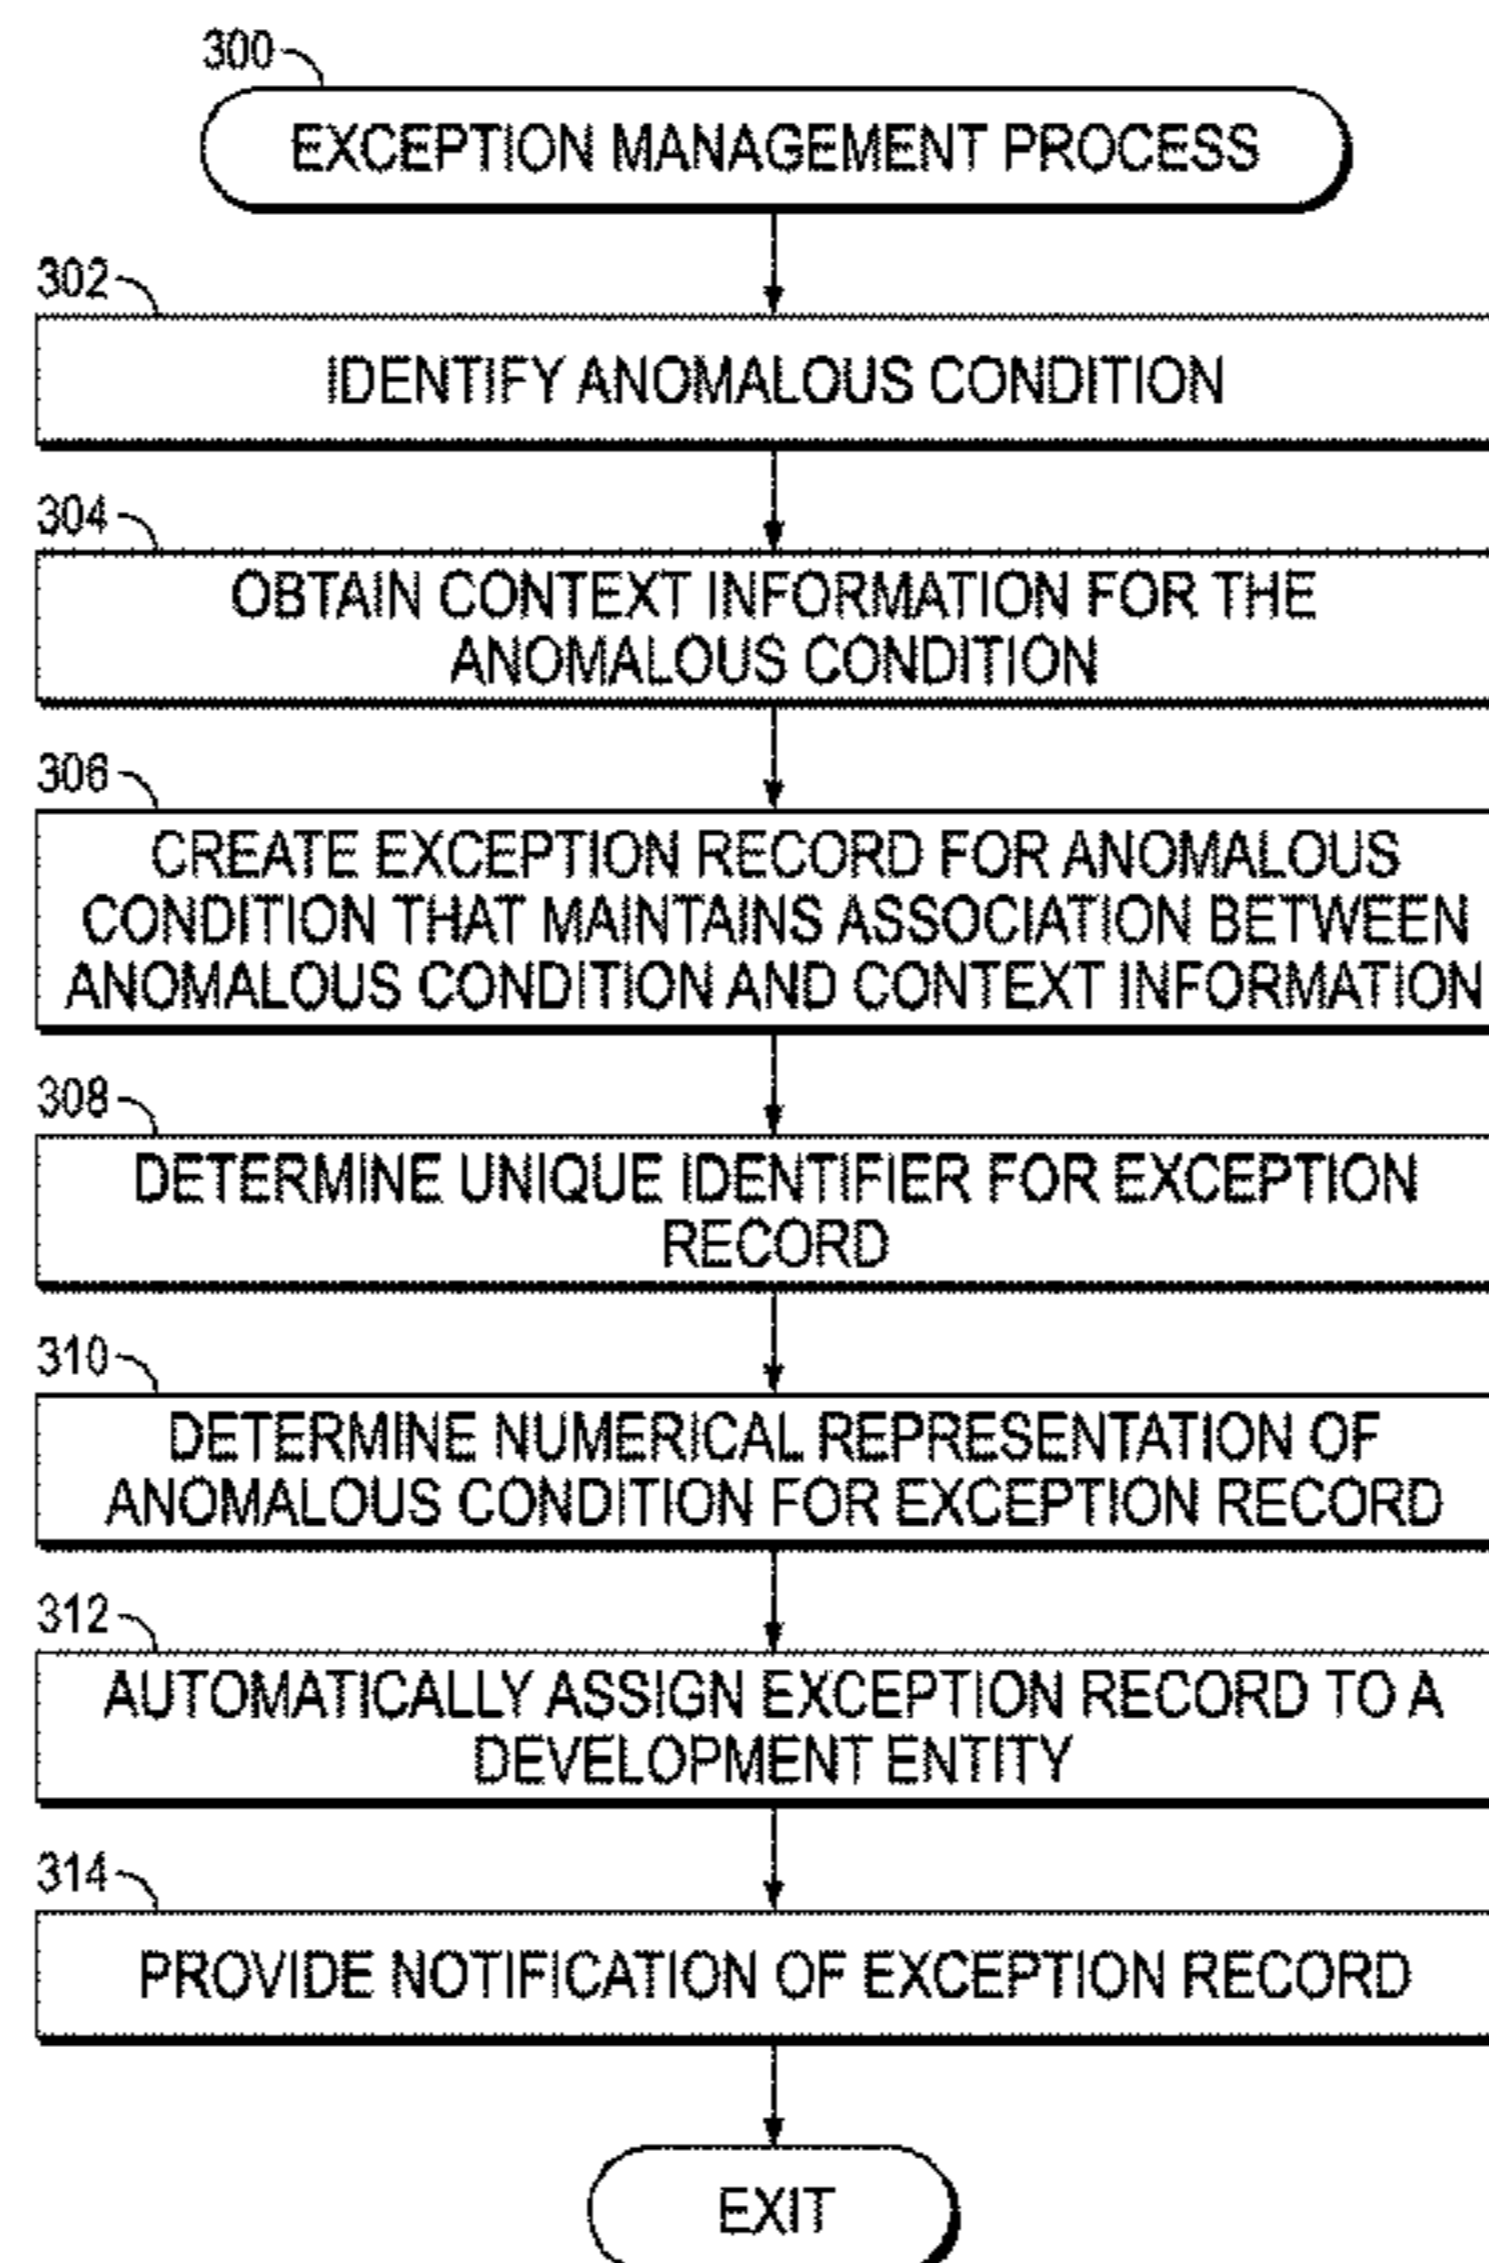 300
EXCEPTION MANAGEMENT PROCESS
302
IDENTIFY ANOMALOUS CONDITION
304
OBTAIN CONTEXT INFORMATION FOR THE
ANOMALOUS CONDITION
306
CREATE EXCEPTION RECORD FOR ANOMALOUS
CONDITION THAT MAINTAINS ASSOCIATION BETWEEN
ANOMALOUS CONDITION AND CONTEXT INFORMATION
308
DETERMINE UNIQUE IDENTIFIER FOR EXCEPTION
RECORD
310
DETERMINE NUMERICAL REPRESENTATION OF
ANOMALOUS CONDITION FOR EXCEPTION RECORD
312
AUTOMATICALLY ASSIGN EXCEPTION RECORD TO A
DEVELOPMENT ENTITY
314
PROVIDE NOTIFICATION OF EXCEPTION RECORD
EXIT